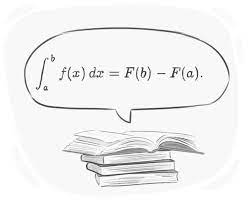 ∫_a^b f(x) dx = F(b) − F(a).